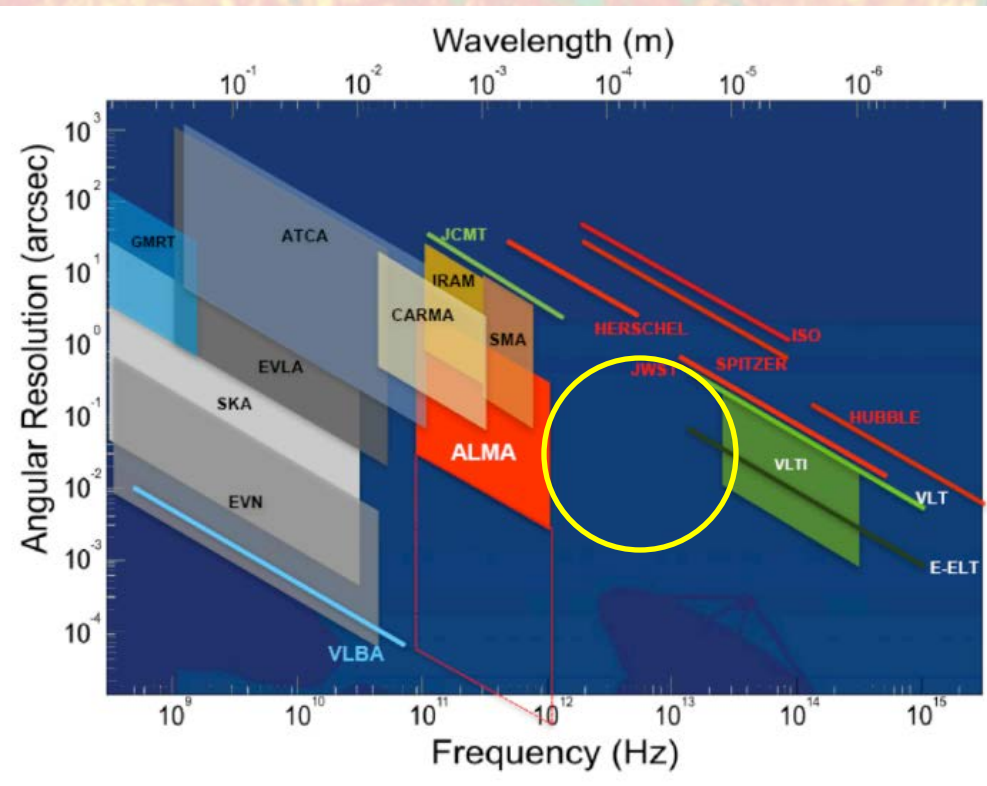 Wavelength (m)
10⁻¹ 10⁻² 10⁻³ 10⁻⁴ 10⁻⁵ 10⁻⁶
Angular Resolution (arcsec)
10³
10²
10¹
10⁰
10⁻¹
10⁻²
10⁻³
10⁻⁴
GMRT
ATCA
JCMT
IRAM
CARMA
SMA
HERSCHEL
ISO
EVLA
JWST
SPITZER
SKA
HUBBLE
ALMA
VLTI
EVN
VLT
E-ELT
VLBA
10⁹ 10¹⁰ 10¹¹ 10¹² 10¹³ 10¹⁴ 10¹⁵
Frequency (Hz)